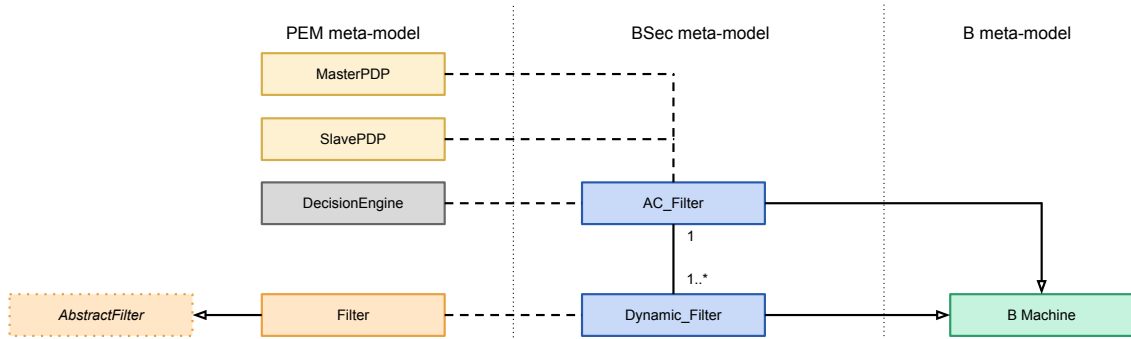 PEM meta-model
BSec meta-model
B meta-model
MasterPDP
SlavePDP
DecisionEngine
AC_Filter
1
1..*
AbstractFilter
Filter
Dynamic_Filter
B Machine